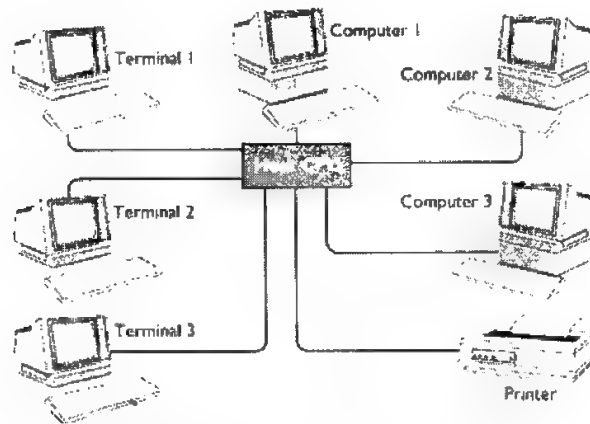 Terminal 1
Computer 1
Computer 2
Terminal 2
Computer 3
Terminal 3
Printer